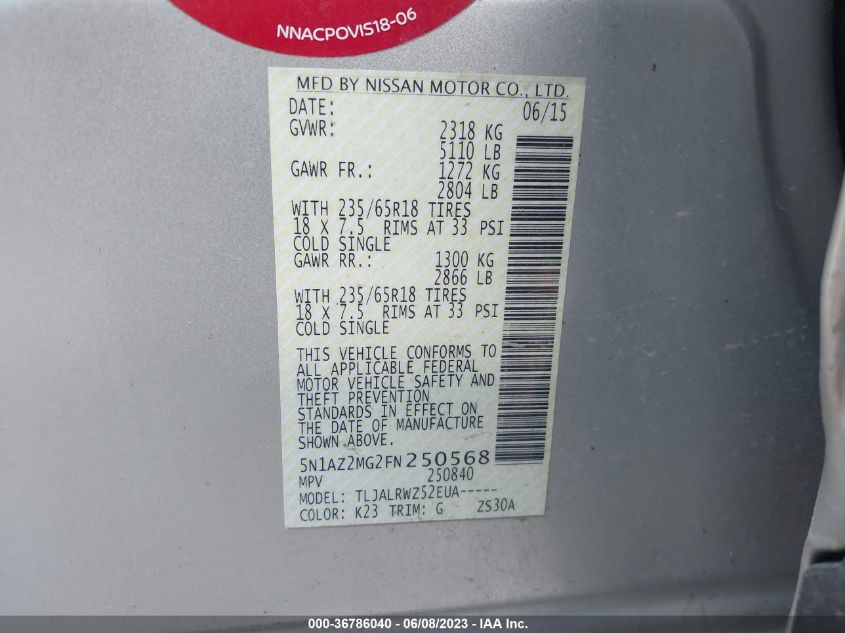 NNACPOVIS18-06
MFD BY NISSAN MOTOR CO., LTD.
DATE: 06/15
GVWR: 2318 KG
5110 LB
GAWR FR.: 1272 KG
2804 LB
WITH 235/65R18 TIRES
18 X 7.5 RIMS AT 33 PSI
COLD SINGLE
GAWR RR.: 1300 KG
2866 LB
WITH 235/65R18 TIRES
18 X 7.5 RIMS AT 33 PSI
COLD SINGLE
THIS VEHICLE CONFORMS TO
ALL APPLICABLE FEDERAL
MOTOR VEHICLE SAFETY AND
THEFT PREVENTION
STANDARDS IN EFFECT ON
THE DATE OF MANUFACTURE
SHOWN ABOVE.
5N1AZ2MG2FN250568
MPV 250840
MODEL: TLJALRWZ52EUA-----
COLOR: K23 TRIM: G ZS30A
000-36786040 - 06/08/2023 - IAA Inc.